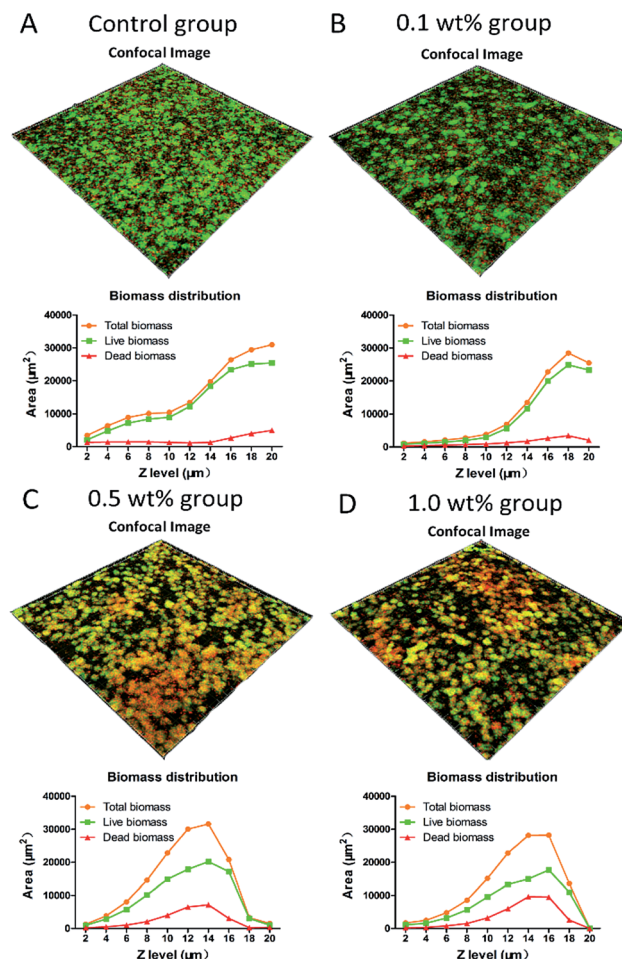 A Control group
Confocal Image
Biomass distribution
40000
30000
20000
10000
0
Area (µm²)
Total biomass
Live biomass
Dead biomass
2 4 6 8 10 12 14 16 18 20
Z level (µm)
B 0.1 wt% group
Confocal Image
Biomass distribution
40000
30000
20000
10000
0
Area (µm²)
Total biomass
Live biomass
Dead biomass
2 4 6 8 10 12 14 16 18 20
Z level (µm)
C 0.5 wt% group
Confocal Image
Biomass distribution
40000
30000
20000
10000
0
Area (µm²)
Total biomass
Live biomass
Dead biomass
2 4 6 8 10 12 14 16 18 20
Z level (µm)
D 1.0 wt% group
Confocal Image
Biomass distribution
40000
30000
20000
10000
0
Area (µm²)
Total biomass
Live biomass
Dead biomass
2 4 6 8 10 12 14 16 18 20
Z level (µm)